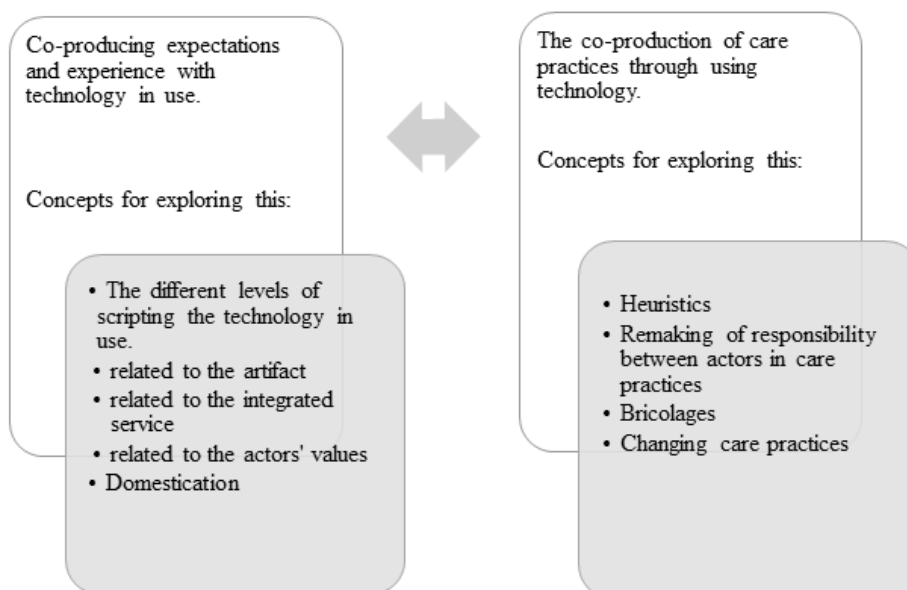 Co-producing expectations
and experience with
technology in use.
Concepts for exploring this:
• The different levels of
scripting the technology in
use.
• related to the artifact
• related to the integrated
service
• related to the actors' values
• Domestication
The co-production of care
practices through using
technology.
Concepts for exploring this:
• Heuristics
• Remaking of responsibility
between actors in care
practices
• Bricolages
• Changing care practices